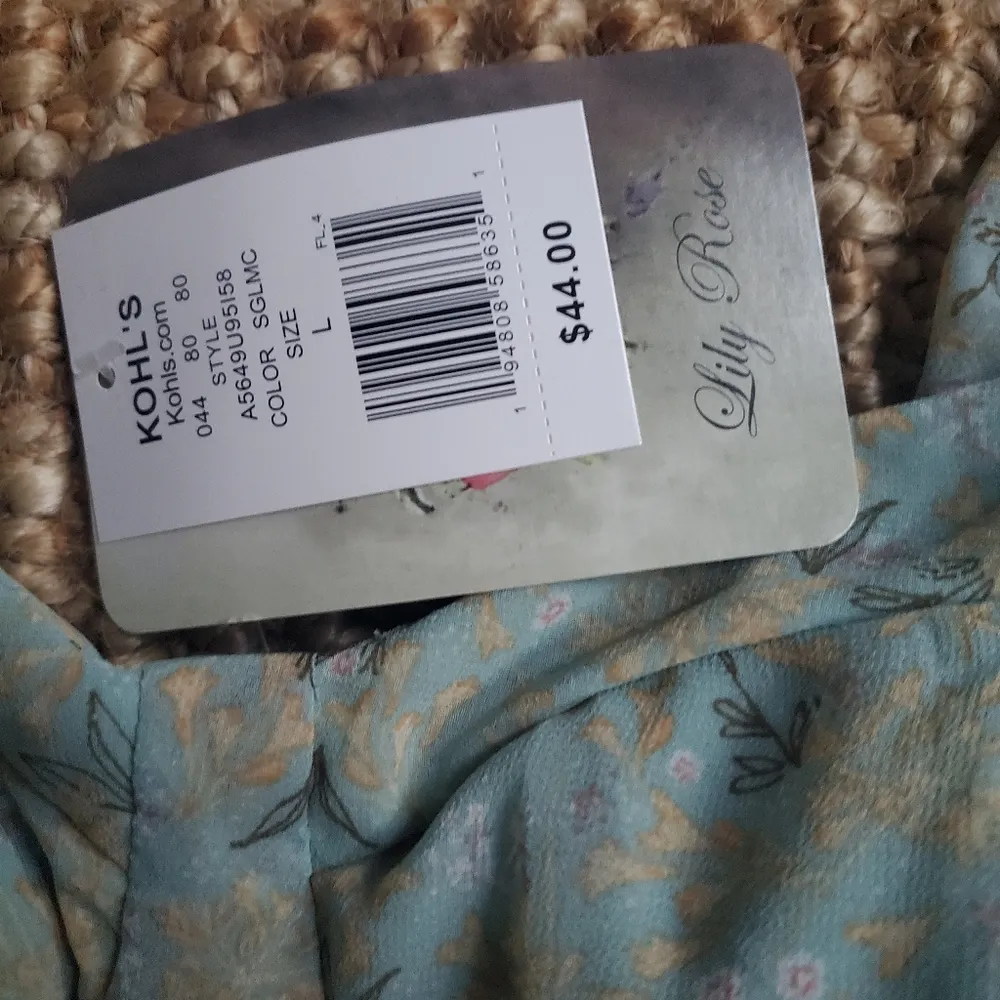 KOHL'S
Kohls.com
044 80 80
STYLE
A5649U95I58
COLOR SGLMC
SIZE
L
FL,4
1
1 94808 58635 1
$44.00
Lily Rose